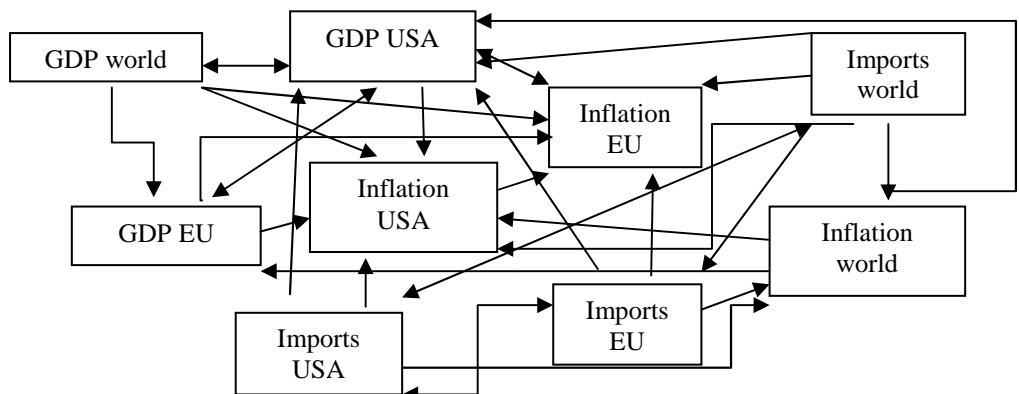 GDP world
GDP USA
Imports
world
Inflation
EU
Inflation
USA
GDP EU
Inflation
world
Imports
USA
Imports
EU